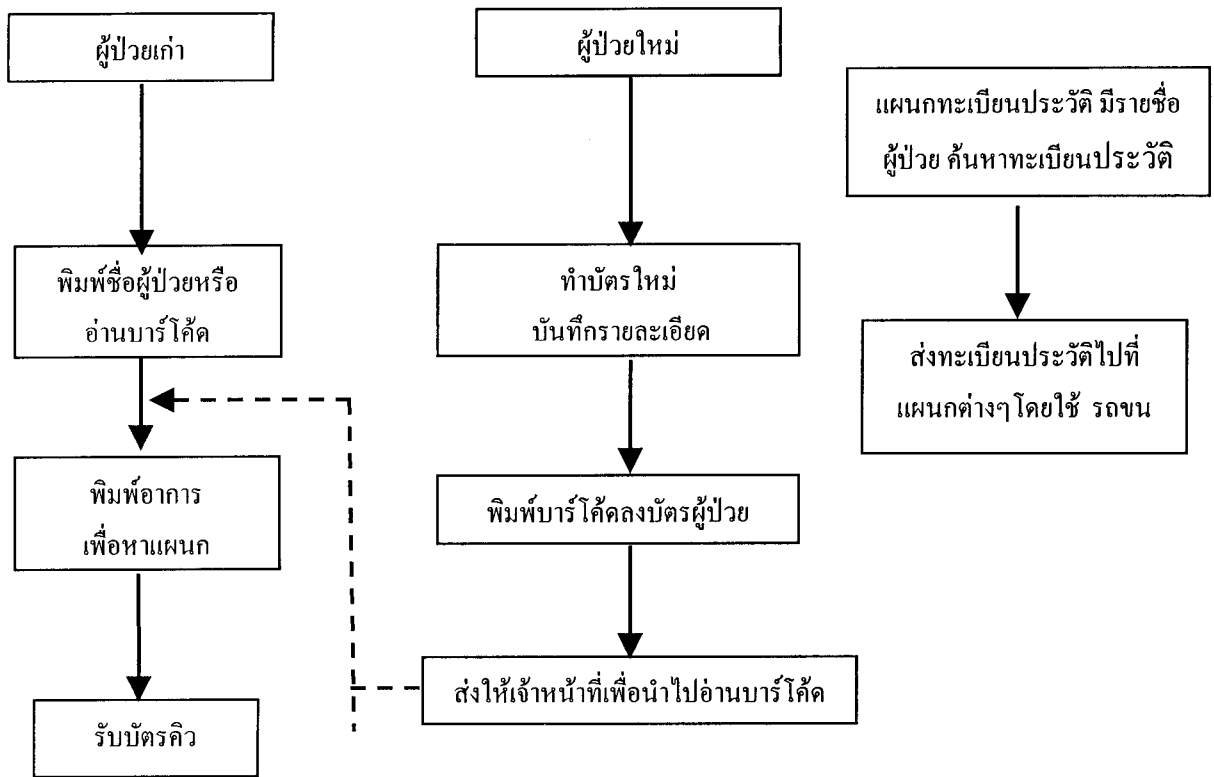 ผู้ป่วยเก่า
พิมพ์ชื่อผู้ป่วยหรือ
อ่านบาร์โค้ด
พิมพ์อาการ
เพื่อหาแผนก
รับบัตรคิว
ผู้ป่วยใหม่
ทำบัตรใหม่
บันทึกรายละเอียด
พิมพ์บาร์โค้ดลงบัตรผู้ป่วย
ส่งให้เจ้าหน้าที่เพื่อนำไปอ่านบาร์โค้ด
แผนกทะเบียนประวัติ มีรายชื่อ
ผู้ป่วย ค้นหาทะเบียนประวัติ
ส่งทะเบียนประวัติไปที่
แผนกต่างๆโดยใช้ รถขน